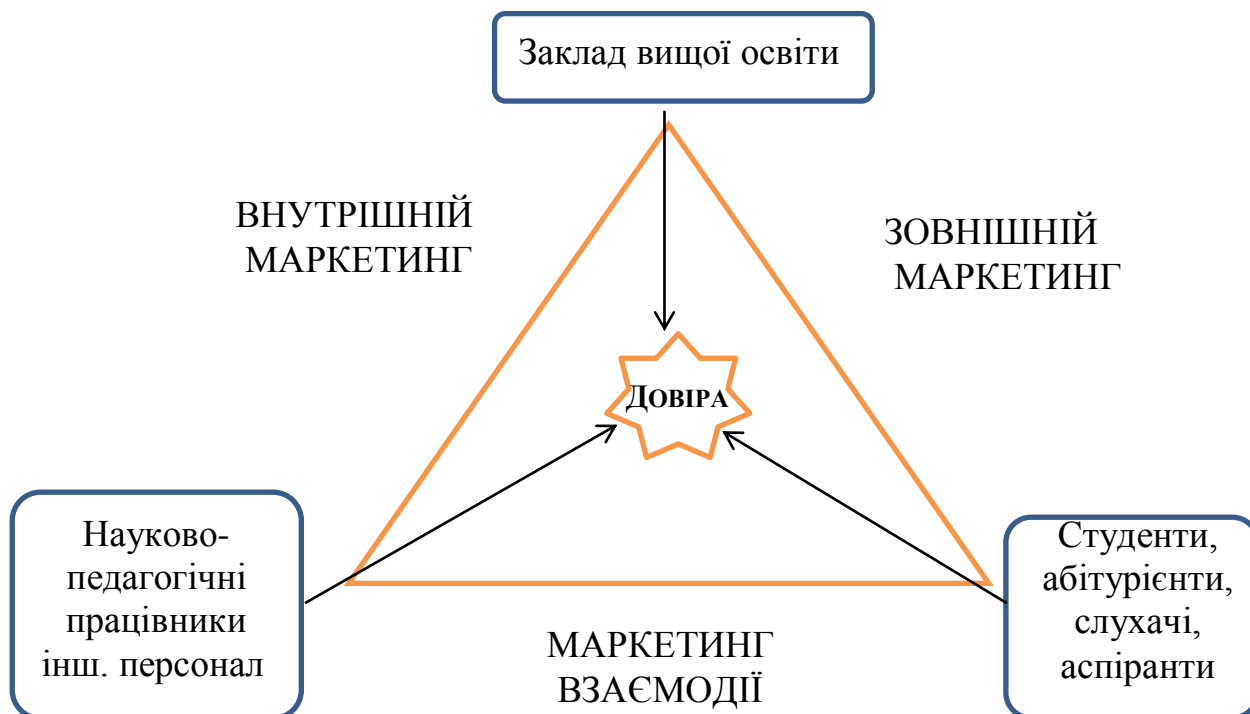 Заклад вищої освіти
ВНУТРІШНІЙ
МАРКЕТИНГ
ЗОВНІШНІЙ
МАРКЕТИНГ
ДОВІРА
Науково-
педагогічні
працівники
інш. персонал
МАРКЕТИНГ
ВЗАЄМОДІЇ
Студенти,
абітурієнти,
слухачі,
аспіранти